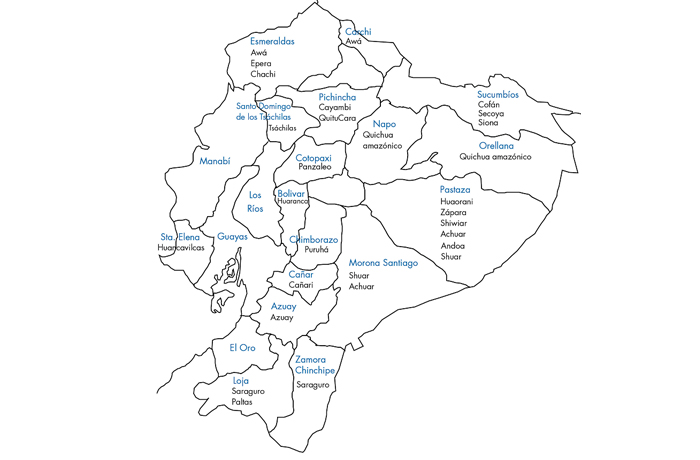 Esmeraldas
Awá
Epera
Chachi
Carchi
Awá
Santo Domingo
de los Tsáchilas
Tsóchilas
Pichincha
Cayambi
QuituCara
Sucumbíos
Cofán
Secoya
Siona
Napo
Quichua
amazónico
Orellana
Quichua amazónico
Manabí
Cotopaxi
Panzaleo
Los
Ríos
Bolivar
Huaranca
Pastaza
Huaorani
Zápara
Shiwiar
Achuar
Andoa
Shuar
Sta. Elena
Huancavilcas
Guayas
Chimborazo
Puruhá
Morona Santiago
Shuar
Achuar
Cañar
Cañarí
Azuay
Azuay
El Oro
Zamora
Chinchipe
Saraguro
Loja
Saraguro
Paltas